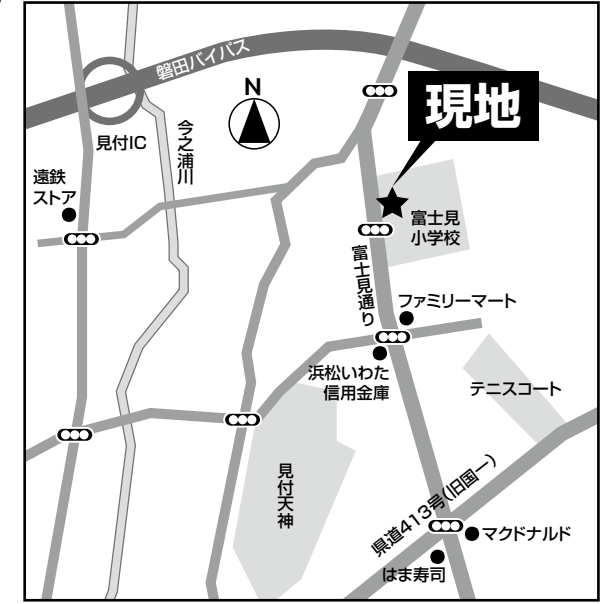 磐田バイパス
N
現地
見付IC
今之浦川
遠鉄
ストア
富士見
小学校
富士見通り
ファミリーマート
浜松いわた
信用金庫
テニスコート
見付天神
県道413号(旧国一)
マクドナルド
はま寿司